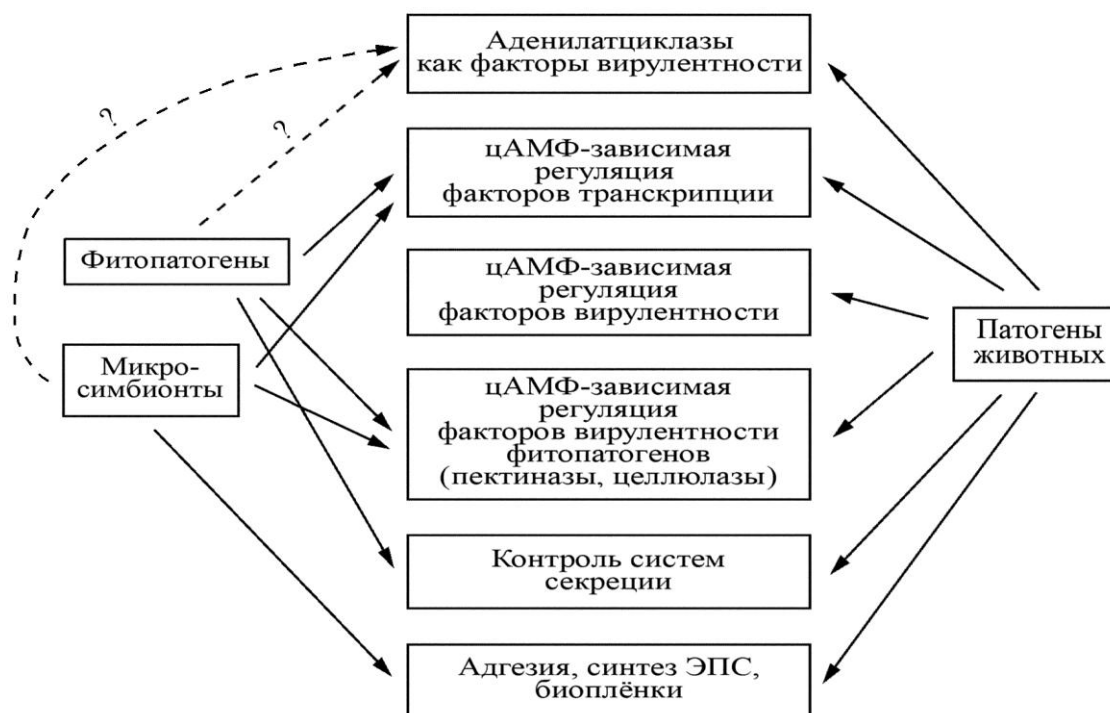 Аденилатциклазы
как факторы вирулентности
?
?
цАМФ-зависимая
регуляция
факторов транскрипции
Фитопатогены
цАМФ-зависимая
регуляция
факторов вирулентности
Патогены
животных
Микро-
симбионты
цАМФ-зависимая
регуляция
факторов вирулентности
фитопатогенов
(пектиназы, целлюлазы)
Контроль систем
секреции
Адгезия, синтез ЭПС,
биоплёнки